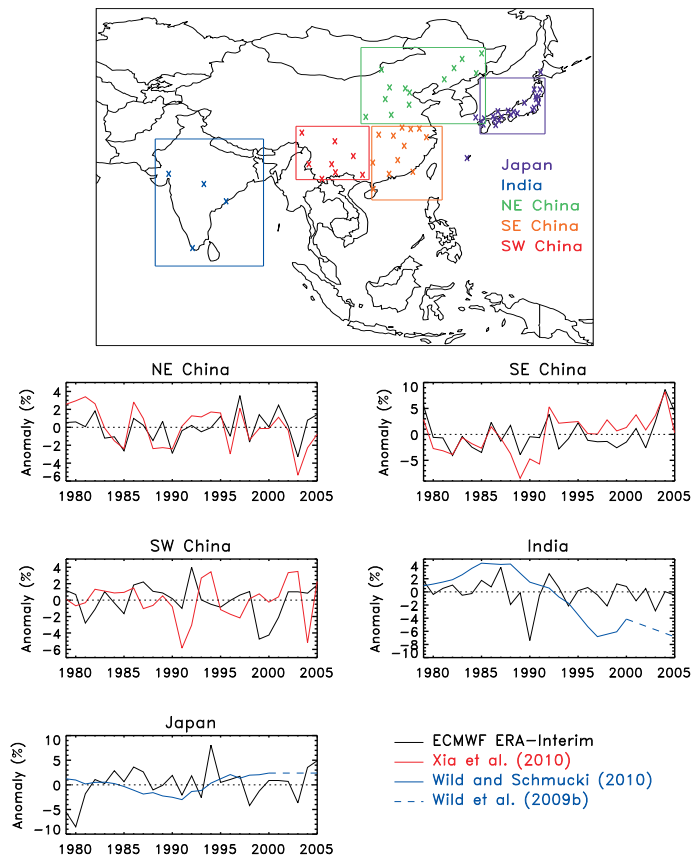 Japan
India
NE China
SE China
SW China
NE China
Anomaly (%)
4
2
0
-2
-4
-6
1980 1985 1990 1995 2000 2005
SE China
Anomaly (%)
10
5
0
-5
1980 1985 1990 1995 2000 2005
SW China
Anomaly (%)
4
2
0
-2
-4
-6
1980 1985 1990 1995 2000 2005
India
Anomaly (%)
4
2
0
-2
-4
-6
-8
-10
1980 1985 1990 1995 2000 2005
Japan
Anomaly (%)
10
5
0
-5
-10
1980 1985 1990 1995 2000 2005
ECMWF ERA-Interim
Xia et al. (2010)
Wild and Schmucki (2010)
Wild et al. (2009b)